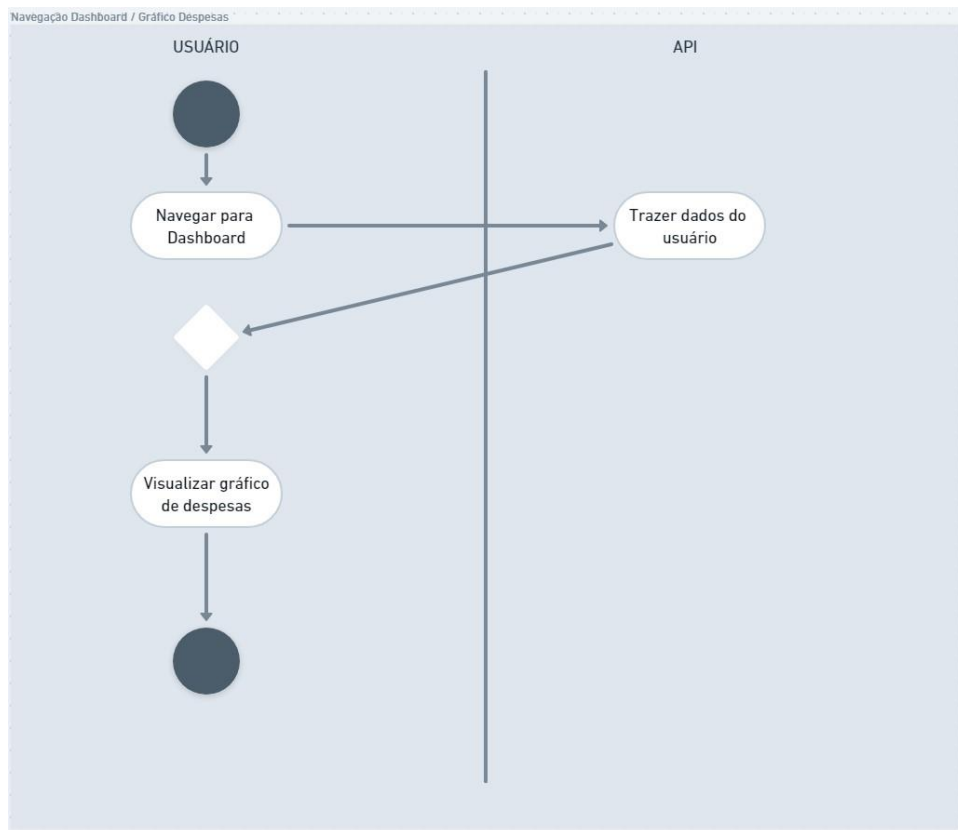 Navegação Dashboard / Gráfico Despesas
USUÁRIO
API
Navegar para
Dashboard
Trazer dados do
usuário
Visualizar gráfico
de despesas